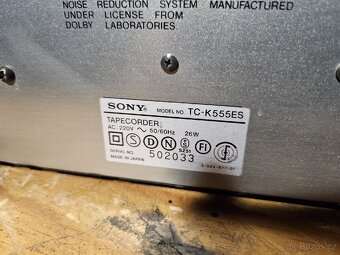 NOISE REDUCTION SYSTEM MANUFACTURED
UNDER LICENSE FROM
DOLBY LABORATORIES.
SONY® MODEL NO. TC-K555ES
TAPECORDER
AC: 220V ~ 50/60Hz 26W
S D N S FI
SERIAL NO. 502033
MADE IN JAPAN